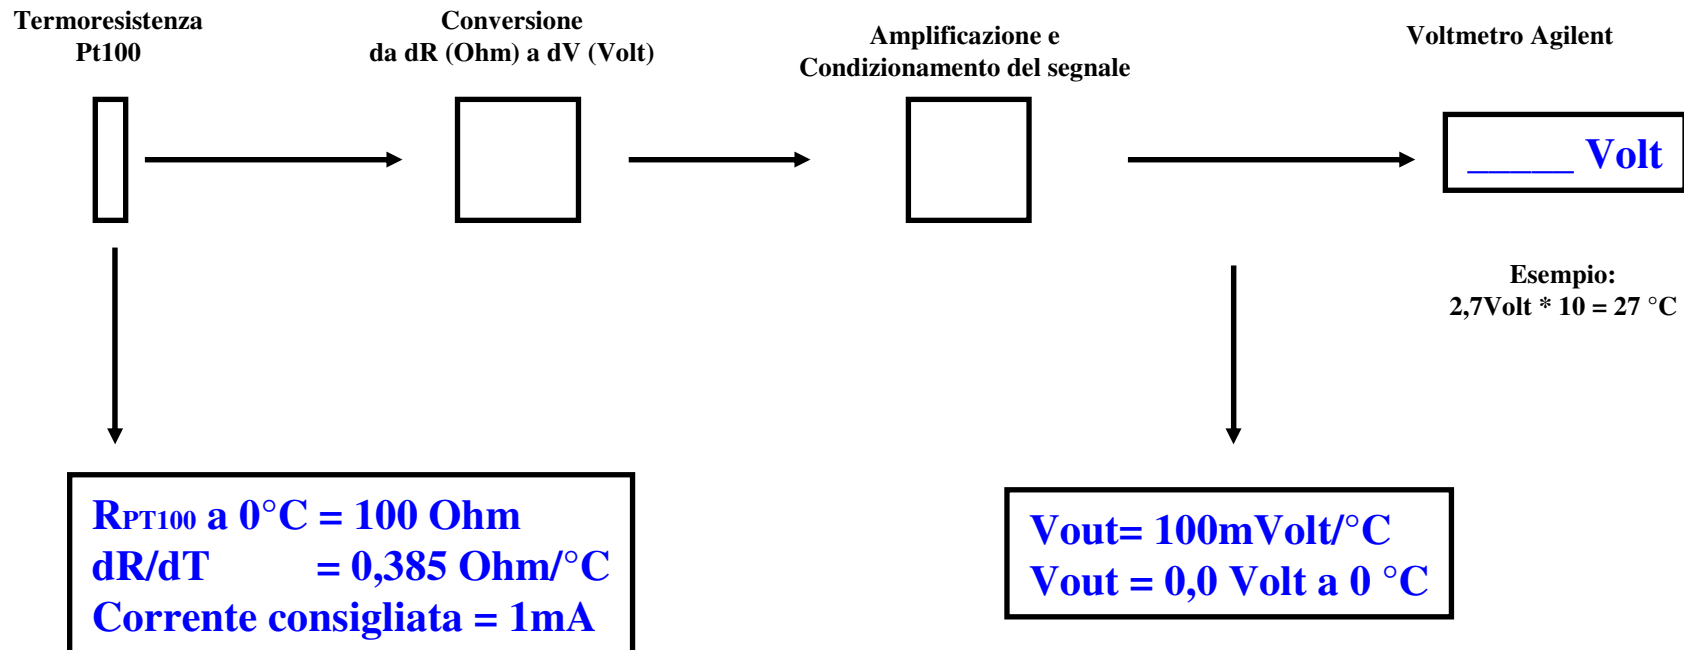 Termoresistenza
Pt100
Conversione
da dR (Ohm) a dV (Volt)
Amplificazione e
Condizionamento del segnale
Voltmetro Agilent
_____ Volt
Esempio:
2,7Volt * 10 = 27 °C
RPT100 a 0°C = 100 Ohm
dR/dT = 0,385 Ohm/°C
Corrente consigliata = 1mA
Vout= 100mVolt/°C
Vout = 0,0 Volt a 0 °C